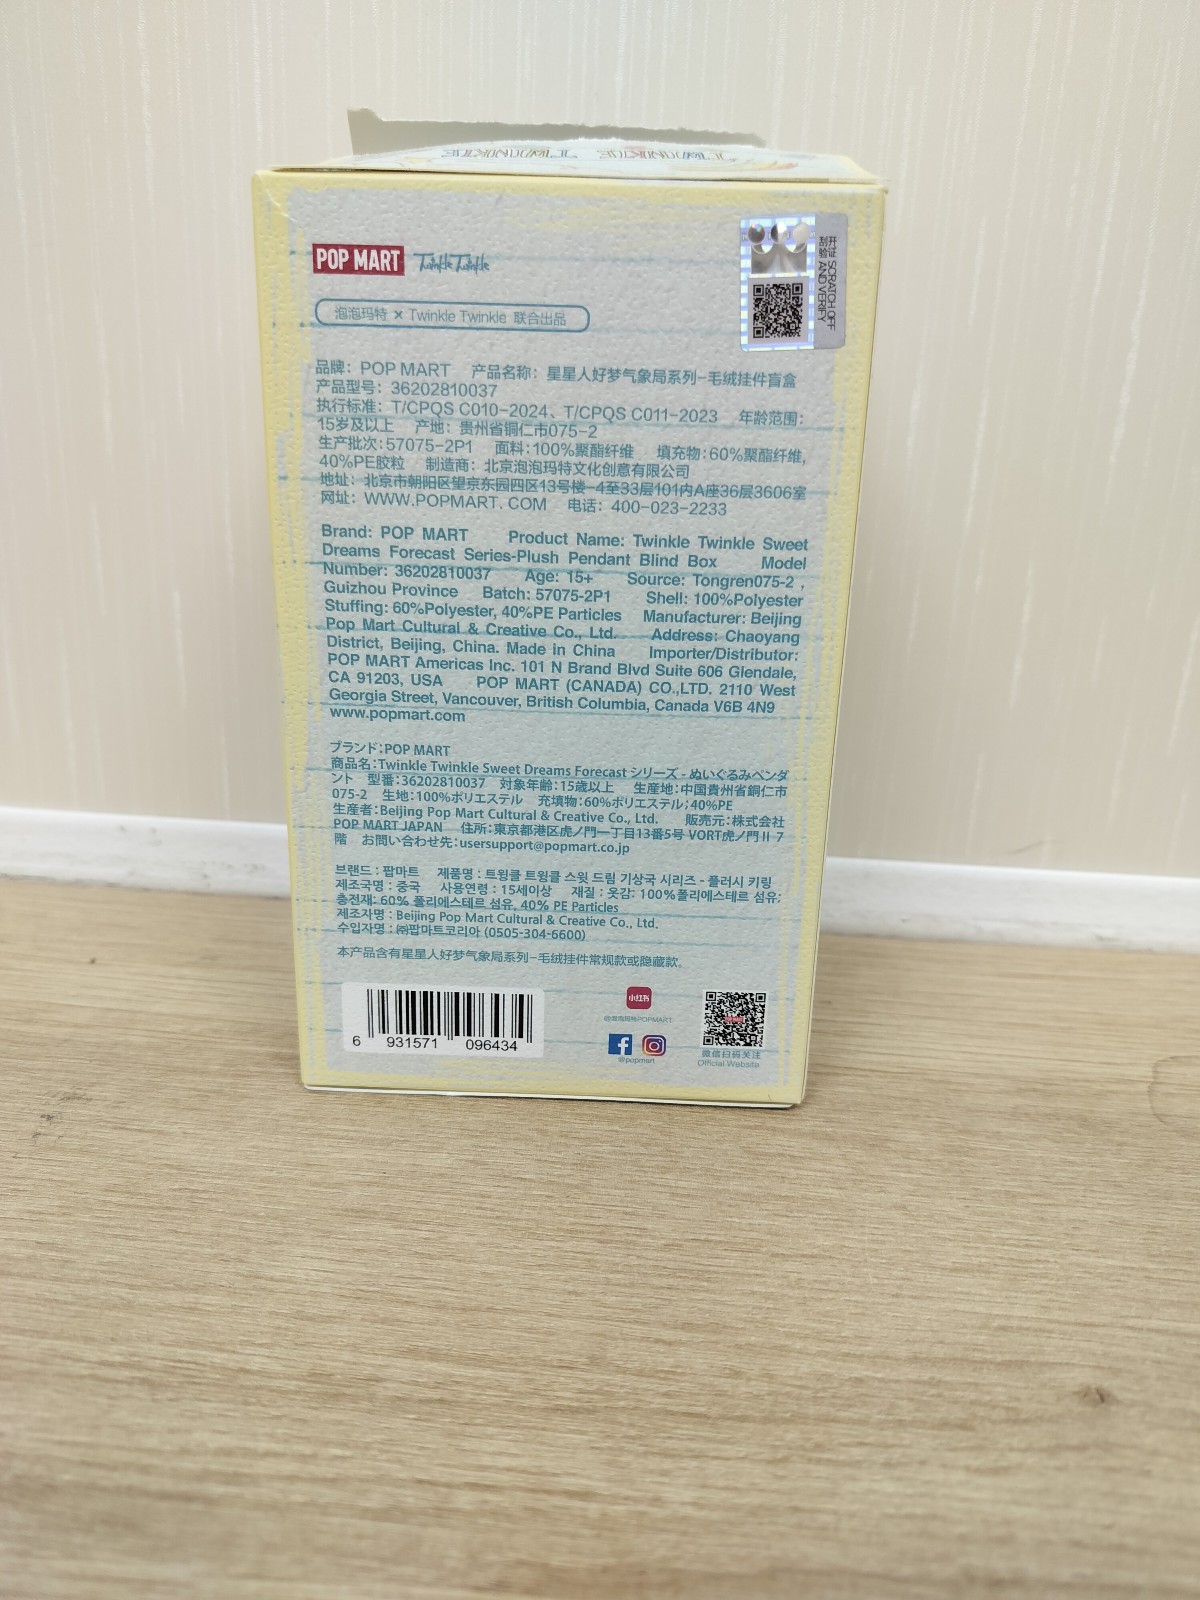 TWINKLE TWINKLE
POP MART Twinkle Twinkle
开盒刮验 SCRATCH OFF AND VERIFY
泡泡玛特 × Twinkle Twinkle 联合出品
品牌：POP MART 产品名称：星星人好梦气象局系列-毛绒挂件盲盒
产品型号：36202810037
执行标准：T/CPQS C010-2024、T/CPQS C011-2023 年龄范围：
15岁及以上 产地：贵州省铜仁市075-2
生产批次：57075-2P1 面料：100%聚酯纤维 填充物：60%聚酯纤维，
40%PE胶粒 制造商：北京泡泡玛特文化创意有限公司
地址：北京市朝阳区望京东园四区13号楼-4至33层101内A座36层3606室
网址：WWW.POPMART.COM 电话：400-023-2233
Brand: POP MART Product Name: Twinkle Twinkle Sweet
Dreams Forecast Series-Plush Pendant Blind Box Model
Number: 36202810037 Age: 15+ Source: Tongren075-2 ,
Guizhou Province Batch: 57075-2P1 Shell: 100%Polyester
Stuffing: 60%Polyester, 40%PE Particles Manufacturer: Beijing
Pop Mart Cultural & Creative Co., Ltd. Address: Chaoyang
District, Beijing, China. Made in China Importer/Distributor:
POP MART Americas Inc. 101 N Brand Blvd Suite 606 Glendale,
CA 91203, USA POP MART (CANADA) CO.,LTD. 2110 West
Georgia Street, Vancouver, British Columbia, Canada V6B 4N9
www.popmart.com
ブランド：POP MART
商品名：Twinkle Twinkle Sweet Dreams Forecast シリーズ - ぬいぐるみペンダ
ント 型番：36202810037 対象年齢：15歳以上 生産地：中国貴州省銅仁市
075-2 生地：100%ポリエステル 充填物：60%ポリエステル；40%PE
生産者：Beijing Pop Mart Cultural & Creative Co., Ltd. 販売元：株式会社
POP MART JAPAN 住所：東京都港区虎ノ門一丁目13番5号 VORT虎ノ門 II 7
階 お問い合わせ先：usersupport@popmart.co.jp
브랜드 : 팝마트 제품명 : 트윙클 트윙클 스윗 드림 기상국 시리즈 - 플러시 키링
제조국명 : 중국 사용연령 : 15세이상 재질 : 옷감: 100%폴리에스테르 섬유;
충전재: 60% 폴리에스테르 섬유, 40% PE Particles
제조자명 : Beijing Pop Mart Cultural & Creative Co., Ltd.
수입자명 : ㈜팝마트코리아 (0505-304-6600)
本产品含有星星人好梦气象局系列-毛绒挂件常规款或隐藏款。
6 931571 096434
小红书
@泡泡玛特POPMART
@popmart
POP MART
微信扫码关注
Official Website